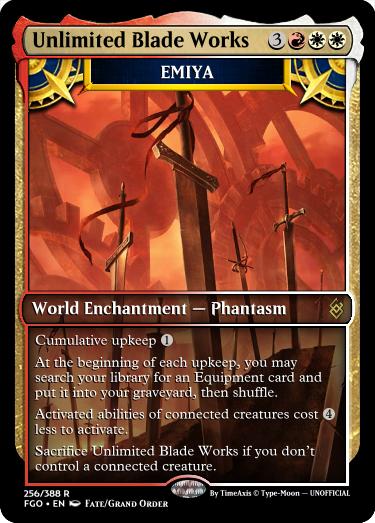 Unlimited Blade Works 3
EMIYA
World Enchantment — Phantasm
Cumulative upkeep 1
At the beginning of each upkeep, you may
search your library for an Equipment card and
put it into your graveyard, then shuffle.
Activated abilities of connected creatures cost 4
less to activate.
Sacrifice Unlimited Blade Works if you don't
control a connected creature.
256/388 R
FGO • EN Fate/Grand Order
By TimeAxis © Type-Moon — UNOFFICIAL